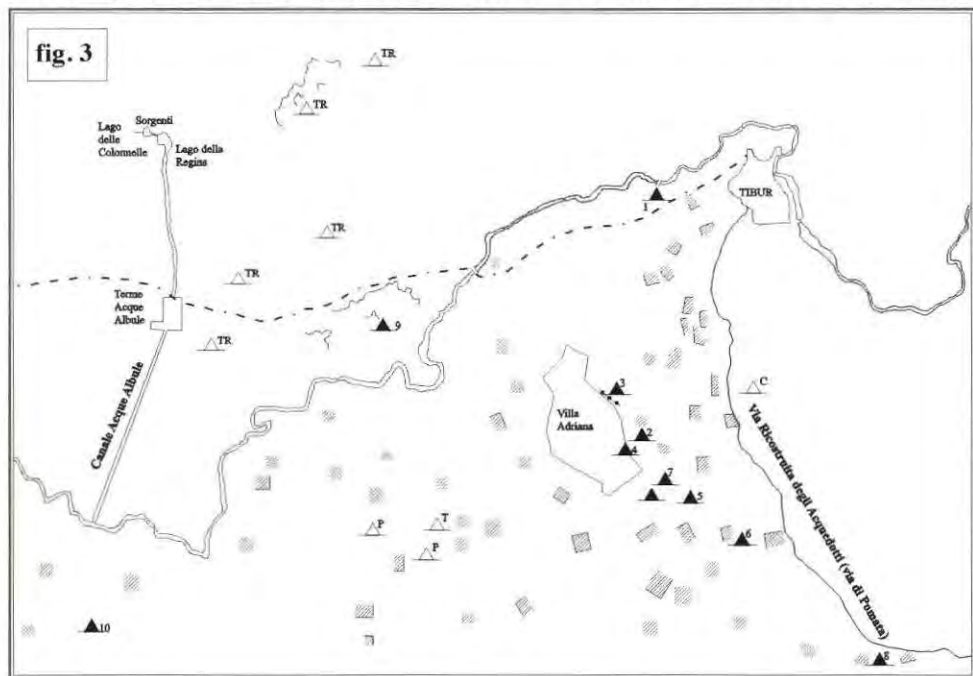 fig. 3
TR
TR
Sorgenti
Lago
delle
Colonnelle
Lago della
Regina
TIBUR
1
TR
TR
Terme
Acque
Albule
9
TR
Canale Acque Albule
3
C
Villa
Adriana
2
4
7
5
Via Ricostruita degli Acquedotti (via di Pomata)
P
T
P
6
10
8